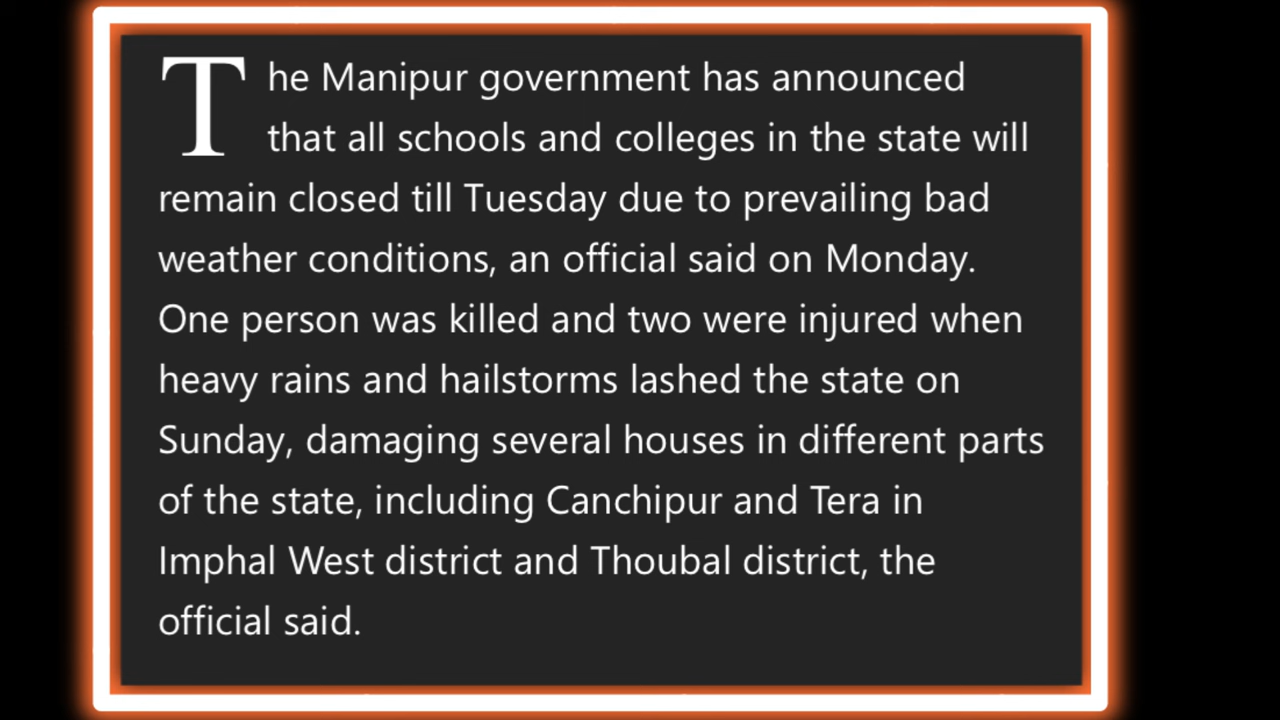 The Manipur government has announced
that all schools and colleges in the state will
remain closed till Tuesday due to prevailing bad
weather conditions, an official said on Monday.
One person was killed and two were injured when
heavy rains and hailstorms lashed the state on
Sunday, damaging several houses in different parts
of the state, including Canchipur and Tera in
Imphal West district and Thoubal district, the
official said.